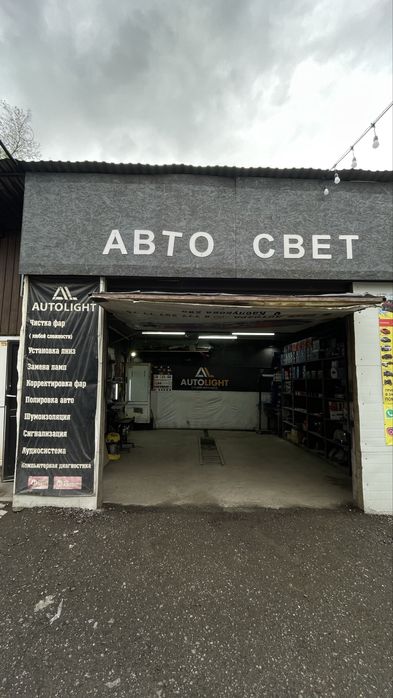 АВТО СВЕТ
AUTOLIGHT
Чистка фар
( любой сложности)
Установка линз
Замена ламп
Корректировка фар
Полировка авто
Шумоизоляция
Сигнализация
Аудиосистема
Компьютерная диагностика
AUTOLIGHT